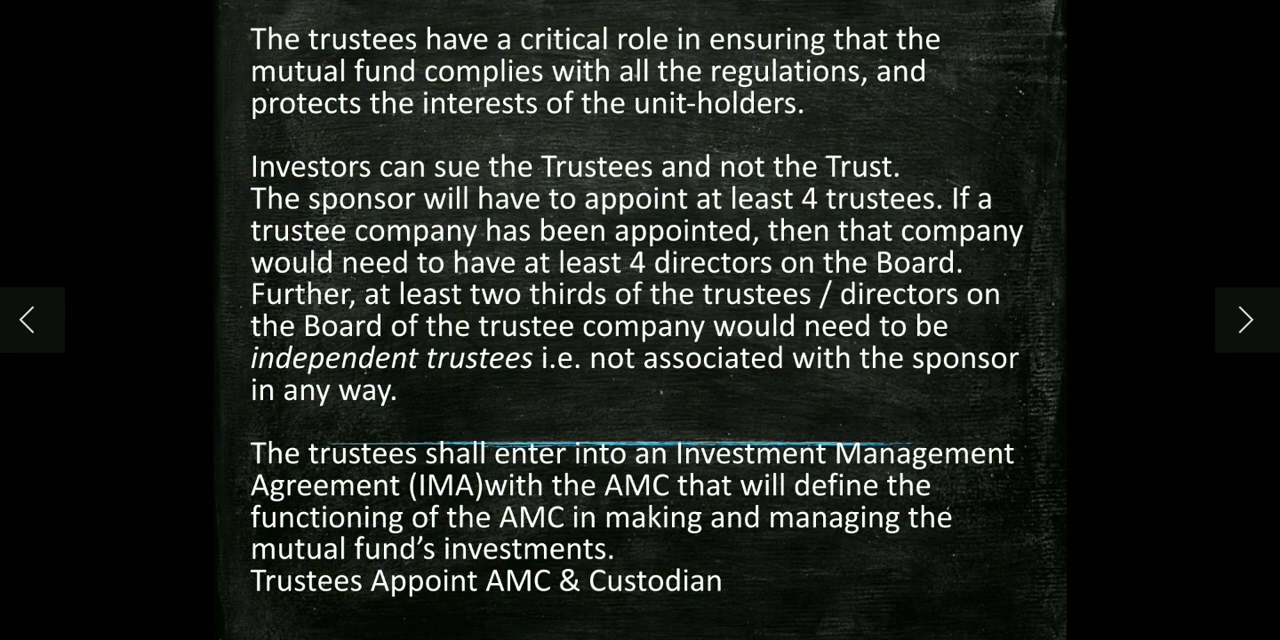 The trustees have a critical role in ensuring that the
mutual fund complies with all the regulations, and
protects the interests of the unit-holders.
Investors can sue the Trustees and not the Trust.
The sponsor will have to appoint at least 4 trustees. If a
trustee company has been appointed, then that company
would need to have at least 4 directors on the Board.
Further, at least two thirds of the trustees / directors on
the Board of the trustee company would need to be
independent trustees i.e. not associated with the sponsor
in any way.
The trustees shall enter into an Investment Management
Agreement (IMA)with the AMC that will define the
functioning of the AMC in making and managing the
mutual fund’s investments.
Trustees Appoint AMC & Custodian